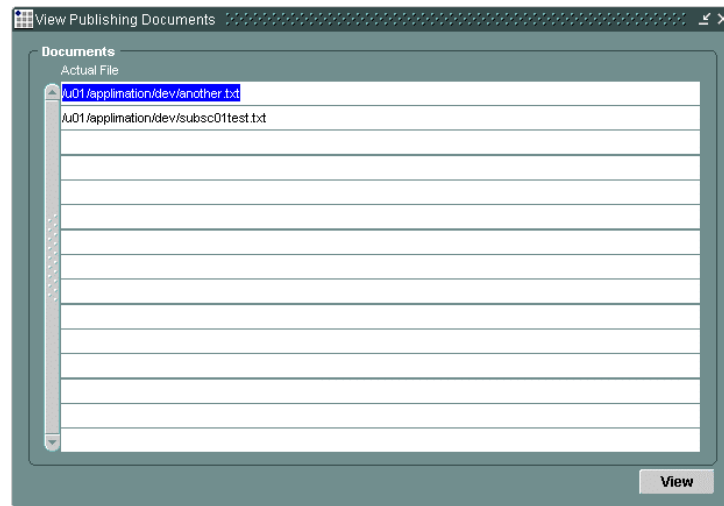 View Publishing Documents
Documents
Actual File
/u01/applimation/dev/another.txt
/u01/applimation/dev/subsc01test.txt
View